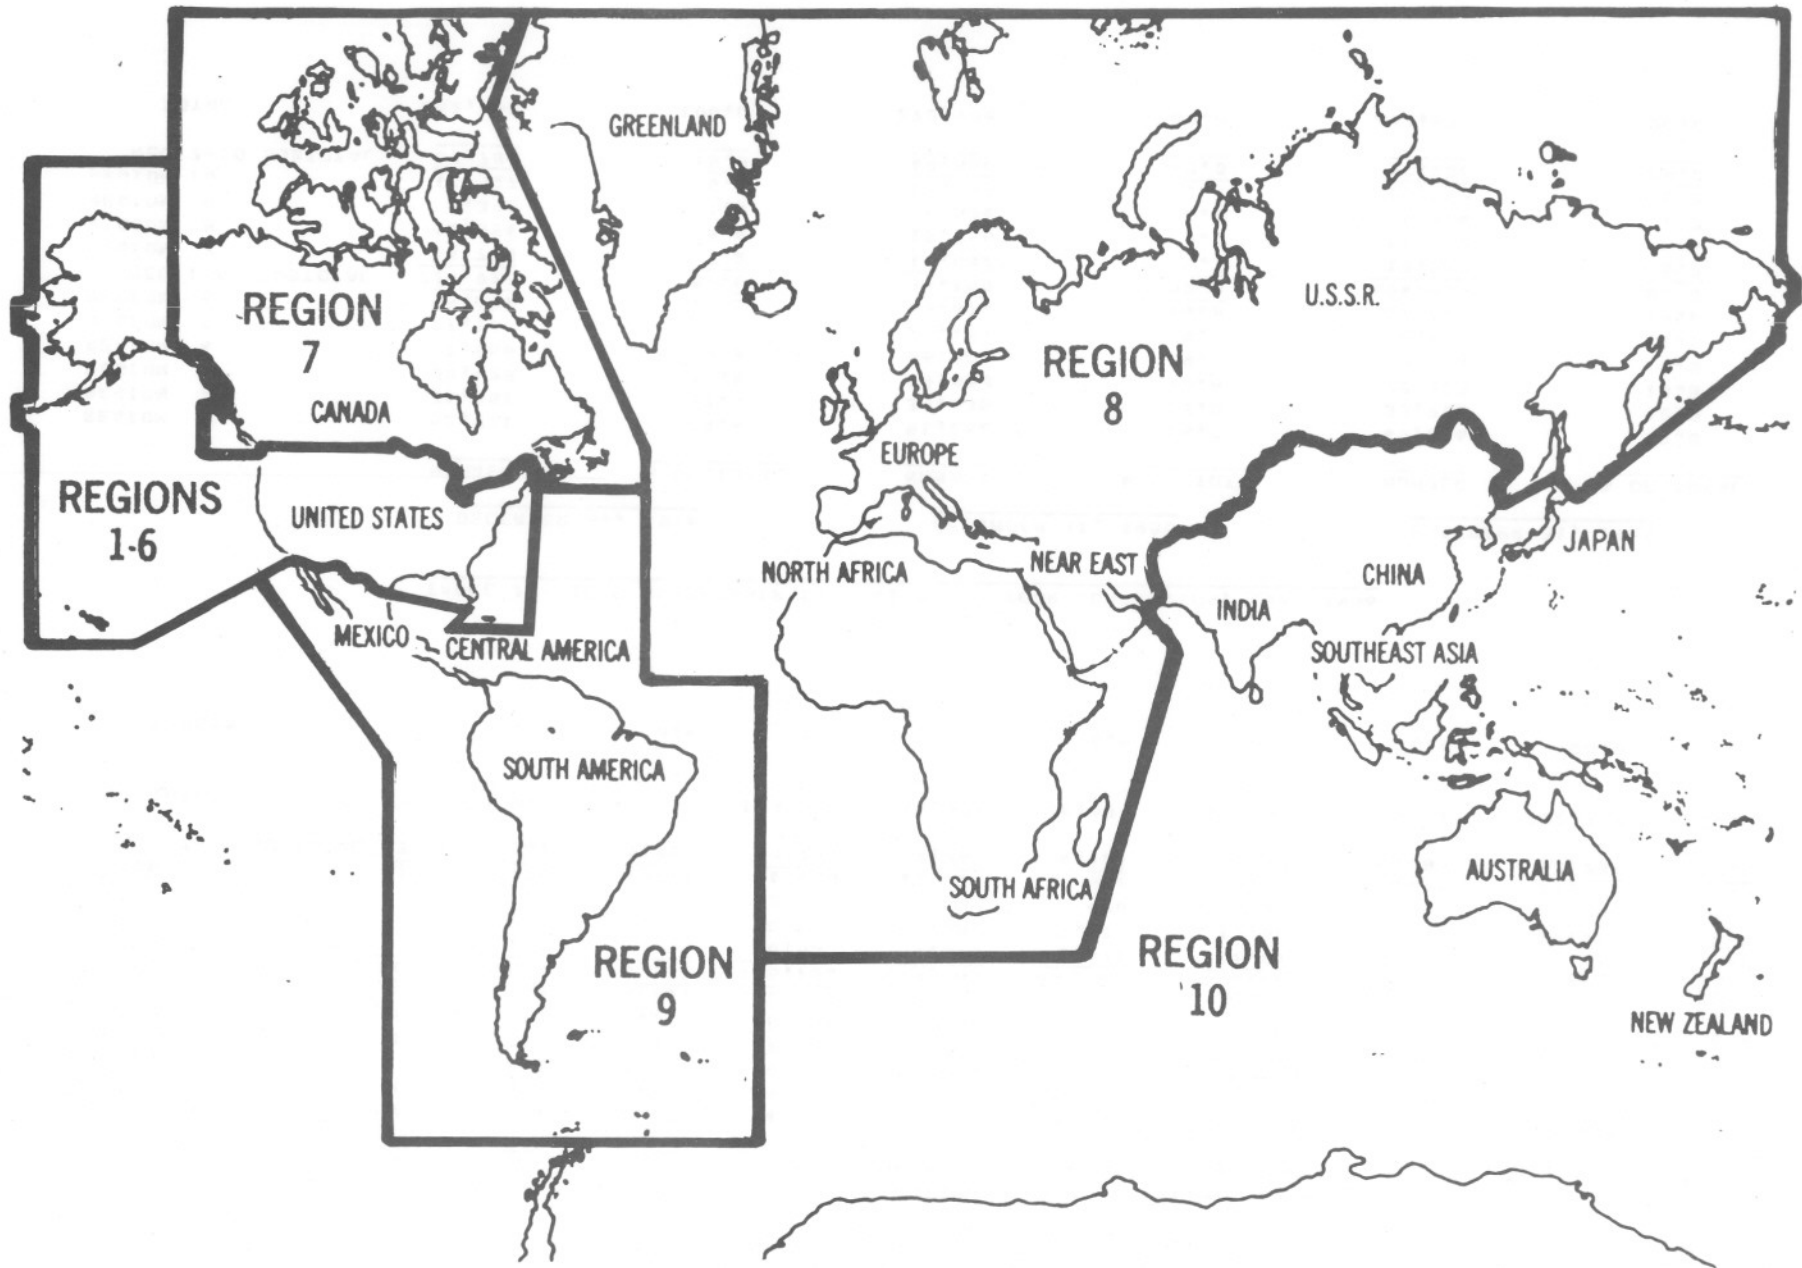 GREENLAND
REGION
7
U.S.S.R.
REGION
8
CANADA
EUROPE
REGIONS
1-6
UNITED STATES
JAPAN
NORTH AFRICA
NEAR EAST
CHINA
INDIA
MEXICO
CENTRAL AMERICA
SOUTHEAST ASIA
SOUTH AMERICA
AUSTRALIA
SOUTH AFRICA
REGION
9
REGION
10
NEW ZEALAND